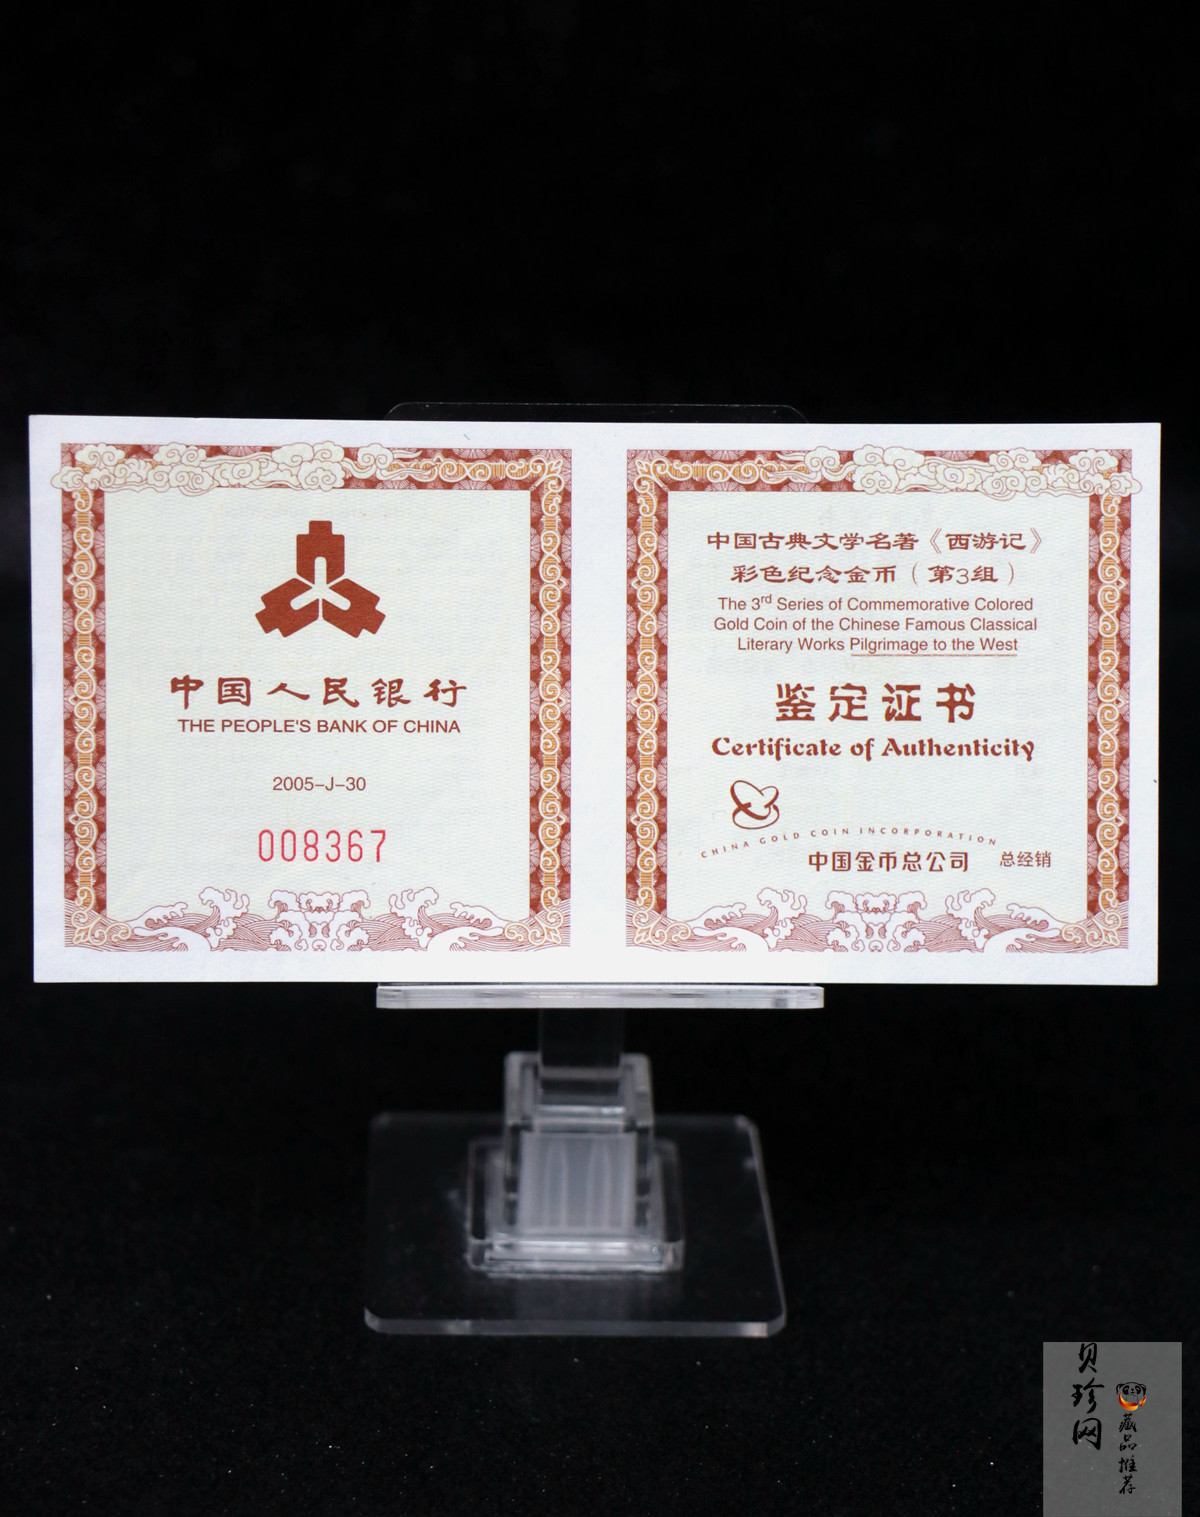 中国人民银行
THE PEOPLE'S BANK OF CHINA
2005-J-30
008367
中国古典文学名著《西游记》
彩色纪念金币（第3组）
The 3rd Series of Commemorative Colored
Gold Coin of the Chinese Famous Classical
Literary Works Pilgrimage to the West
鉴定证书
Certificate of Authenticity
CHINA GOLD COIN INCORPORATION
中国金币总公司 总经销
贝珍网
藏品推荐